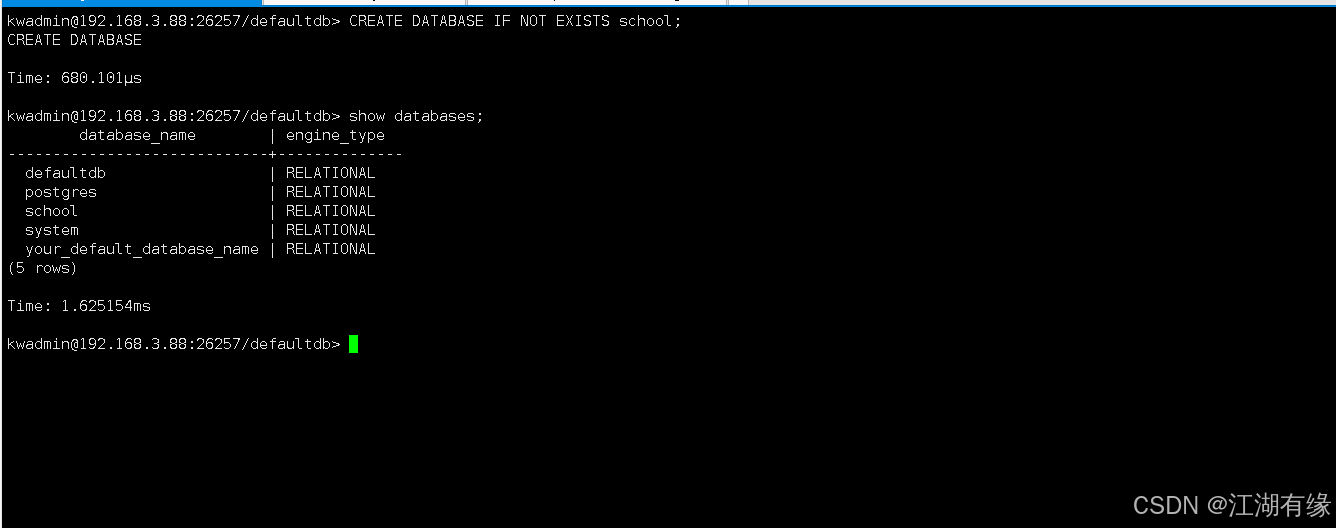 kwadmin@192.168.3.88:26257/defaultdb> CREATE DATABASE IF NOT EXISTS school;
CREATE DATABASE
Time: 680.101µs
kwadmin@192.168.3.88:26257/defaultdb> show databases;
database_name | engine_type
-----------------------------+--------------
defaultdb | RELATIONAL
postgres | RELATIONAL
school | RELATIONAL
system | RELATIONAL
your_default_database_name | RELATIONAL
(5 rows)
Time: 1.625154ms
kwadmin@192.168.3.88:26257/defaultdb>
CSDN @江湖有缘